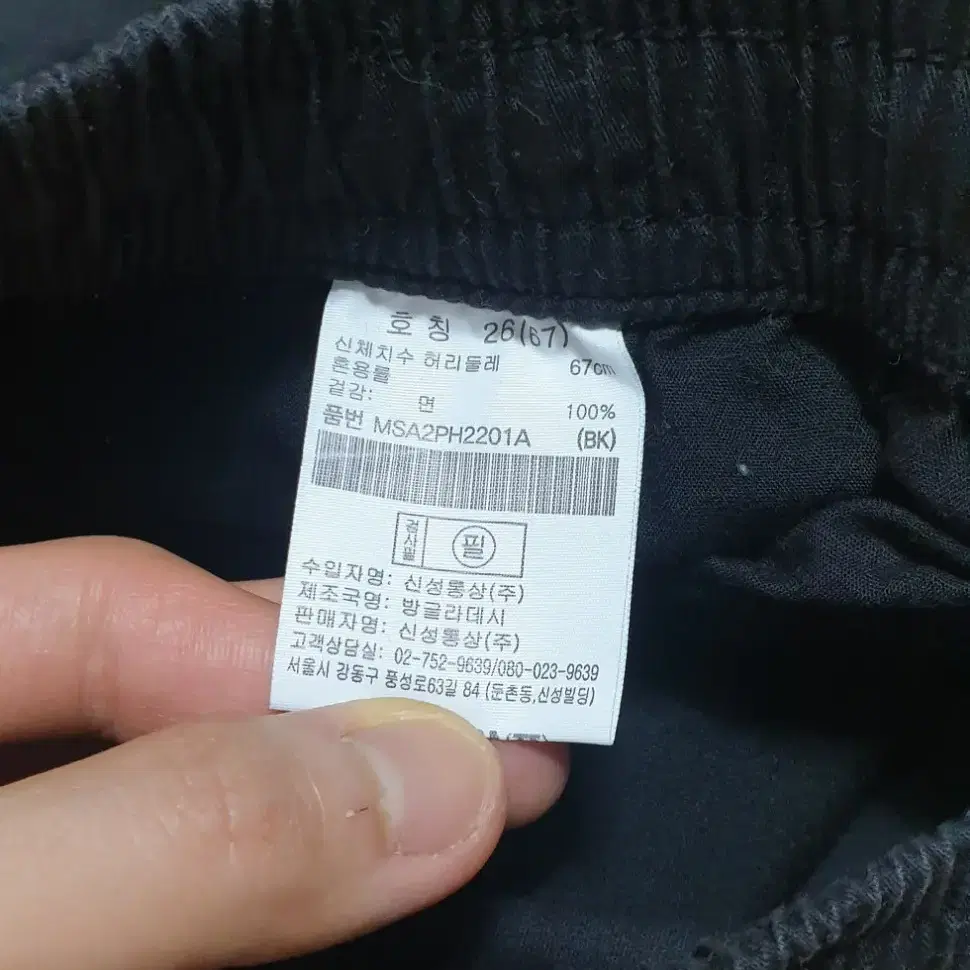 호 칭 26(67)
신체치수 허리둘레 67cm
혼용률
겉감: 면 100%
품번 MSA2PH2201A (BK)
검사필 필
수입자명: 신성통상(주)
제조국명: 방글라데시
판매자명: 신성통상(주)
고객상담실: 02-752-9639/080-023-9639
서울시 강동구 풍성로63길 84 (둔촌동,신성빌딩)